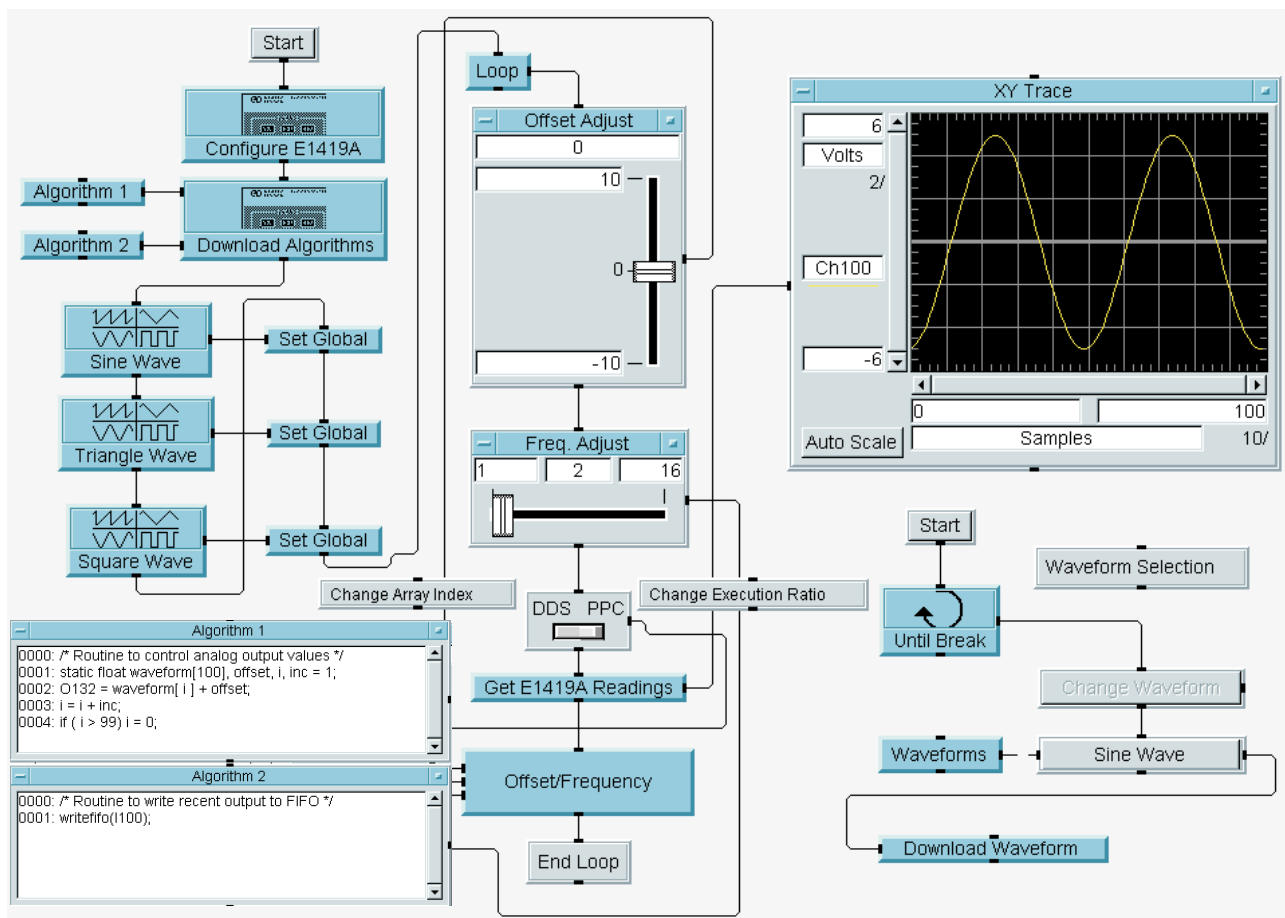 Start
Configure E1419A
Algorithm 1
Algorithm 2
Download Algorithms
Sine Wave
Set Global
Triangle Wave
Set Global
Square Wave
Set Global
Loop
Offset Adjust
0
10
0
-10
Freq. Adjust
1 2 16
Change Array Index
DDS PPC
Change Execution Ratio
Get E1419A Readings
Offset/Frequency
End Loop
Algorithm 1
0000: /* Routine to control analog output values */
0001: static float waveform[100], offset, i, inc = 1;
0002: O132 = waveform[ i ] + offset;
0003: i = i + inc;
0004: if ( i > 99) i = 0;
Algorithm 2
0000: /* Routine to write recent output to FIFO */
0001: writefifo(I100);
XY Trace
6
Volts
2/
Ch100
-6
0 100
Auto Scale Samples 10/
Start
Until Break
Waveform Selection
Change Waveform
Waveforms
Sine Wave
Download Waveform